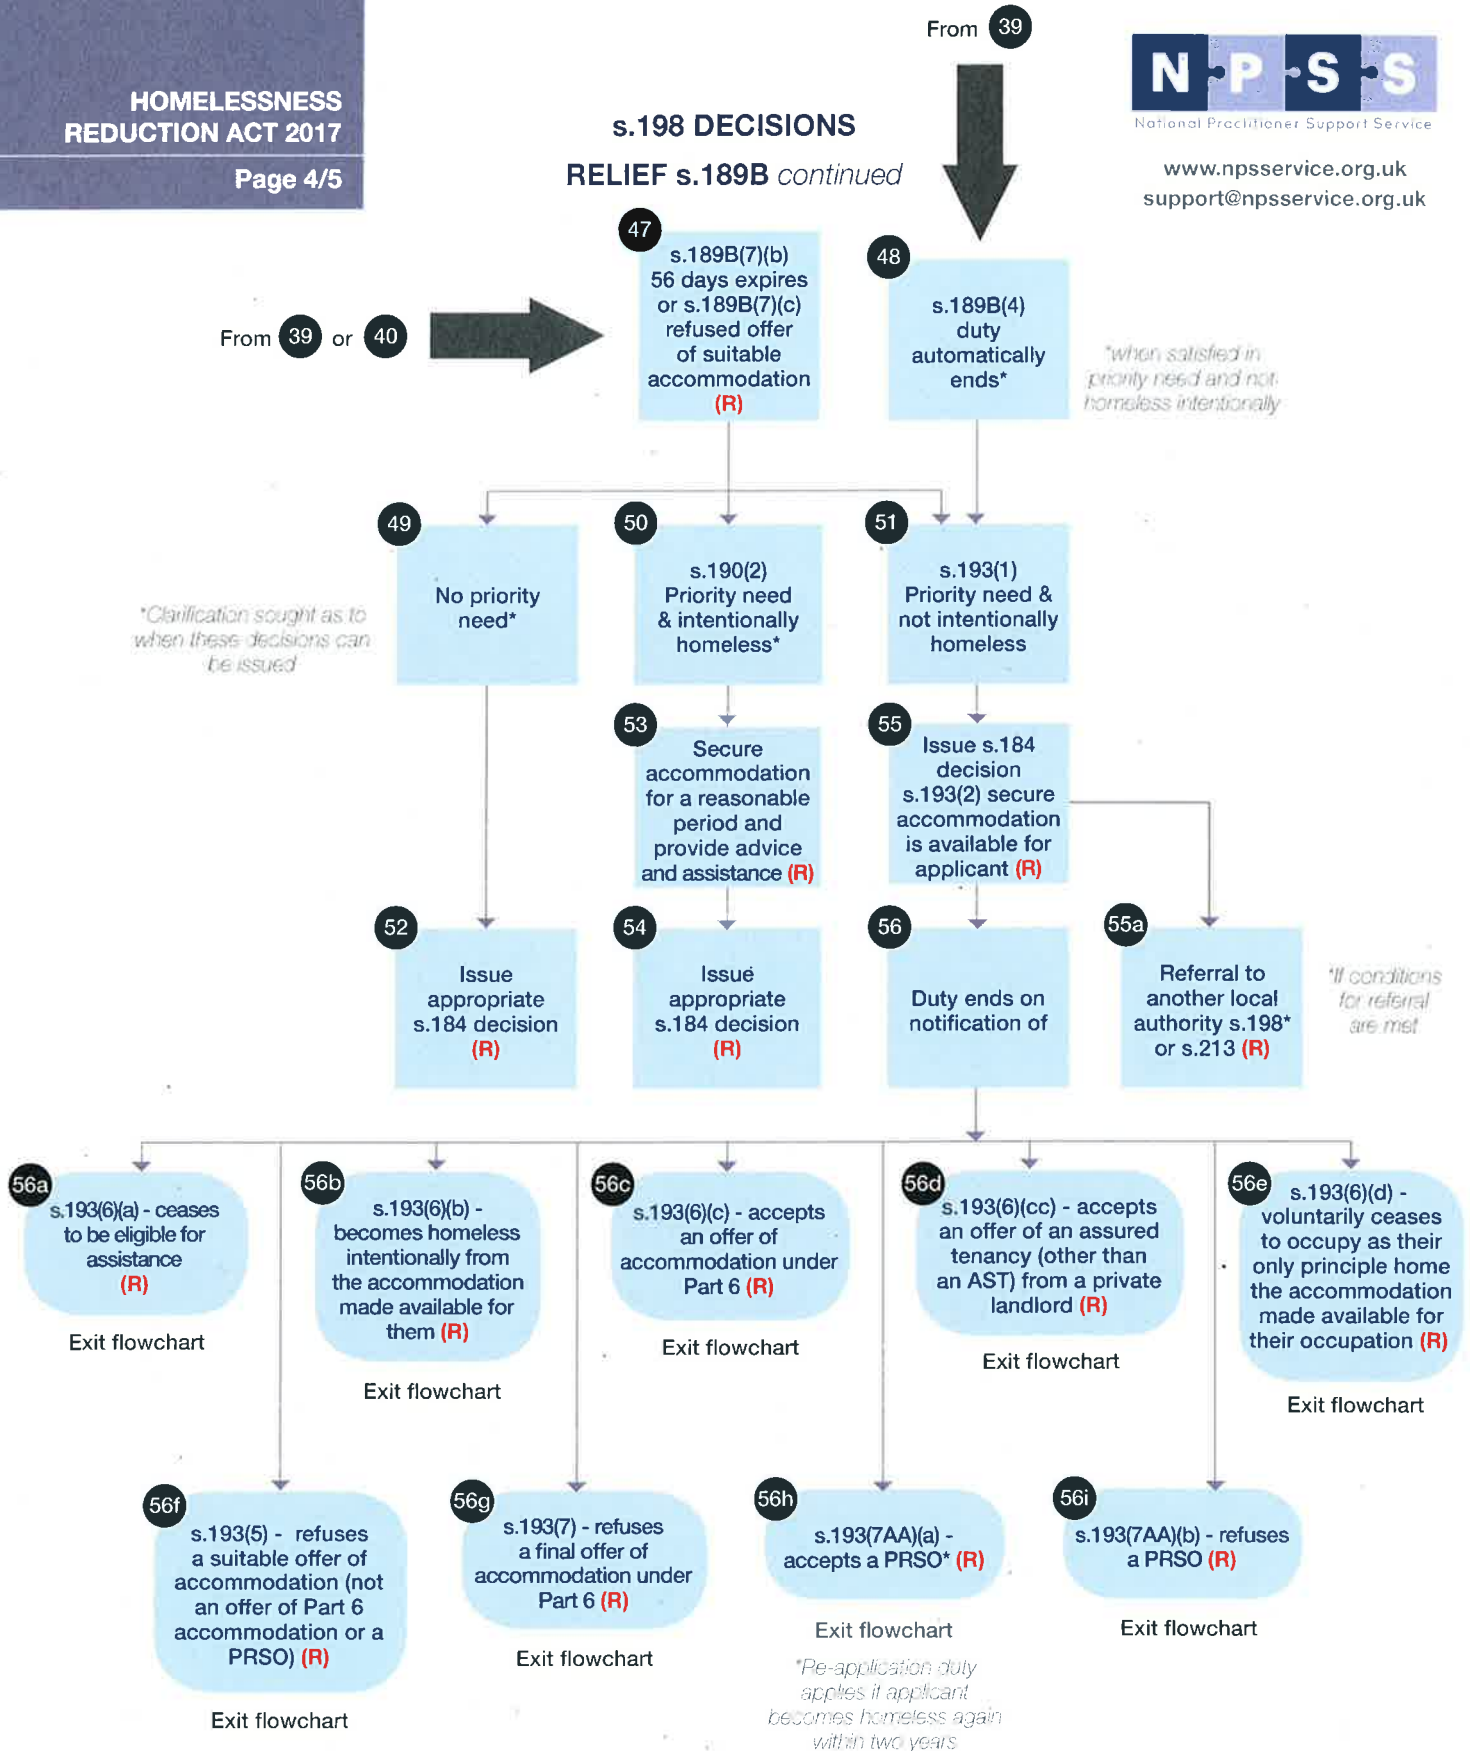 From 39
HOMELESSNESS
REDUCTION ACT 2017
Page 4/5
s.198 DECISIONS
RELIEF s.189B continued
N P S S
National Practitioner Support Service
www.npsservice.org.uk
support@npsservice.org.uk
47
s.189B(7)(b)
56 days expires
or s.189B(7)(c)
refused offer
of suitable
accommodation
(R)
48
s.189B(4)
duty
automatically
ends*
*when satisfied in
priority need and not
homeless intentionally
From 39 or 40
49
No priority
need*
*Clarification sought as to
when these decisions can
be issued
50
s.190(2)
Priority need
& intentionally
homeless*
51
s.193(1)
Priority need &
not intentionally
homeless
53
Secure
accommodation
for a reasonable
period and
provide advice
and assistance (R)
55
Issue s.184
decision
s.193(2) secure
accommodation
is available for
applicant (R)
52
Issue
appropriate
s.184 decision
(R)
54
Issue
appropriate
s.184 decision
(R)
56
Duty ends on
notification of
55a
Referral to
another local
authority s.198*
or s.213 (R)
*If conditions
for referral
are met
56a
s.193(6)(a) - ceases
to be eligible for
assistance
(R)
Exit flowchart
56b
s.193(6)(b) -
becomes homeless
intentionally from
the accommodation
made available for
them (R)
Exit flowchart
56c
s.193(6)(c) - accepts
an offer of
accommodation under
Part 6 (R)
Exit flowchart
56d
s.193(6)(cc) - accepts
an offer of an assured
tenancy (other than
an AST) from a private
landlord (R)
Exit flowchart
56e
s.193(6)(d) -
voluntarily ceases
to occupy as their
only principle home
the accommodation
made available for
their occupation (R)
Exit flowchart
56f
s.193(5) - refuses
a suitable offer of
accommodation (not
an offer of Part 6
accommodation or a
PRSO) (R)
Exit flowchart
56g
s.193(7) - refuses
a final offer of
accommodation under
Part 6 (R)
Exit flowchart
56h
s.193(7AA)(a) -
accepts a PRSO* (R)
Exit flowchart
*Re-application duty
applies if applicant
becomes homeless again
within two years
56i
s.193(7AA)(b) - refuses
a PRSO (R)
Exit flowchart